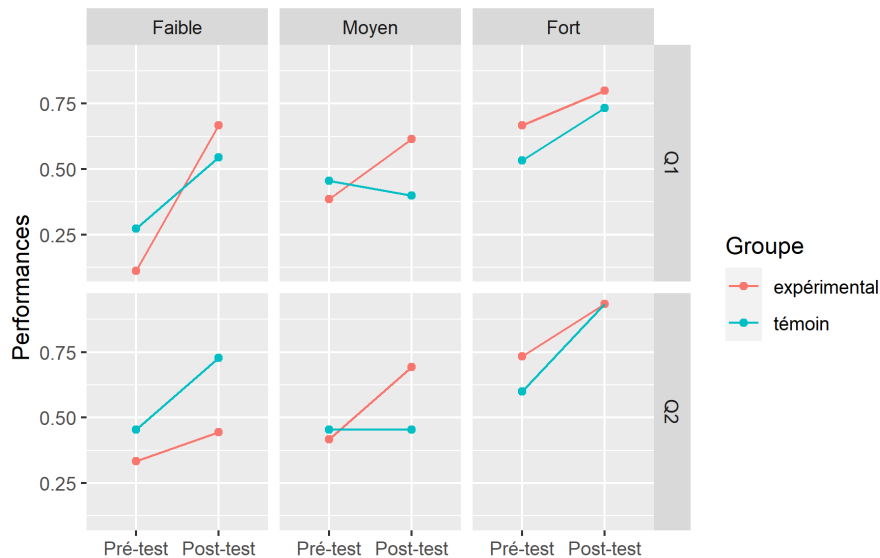 Faible
Moyen
Fort
0.75
0.50
0.25
Q1
0.75
0.50
0.25
Q2
Performances
Pré-test Post-test
Pré-test Post-test
Pré-test Post-test
Groupe
expérimental
témoin